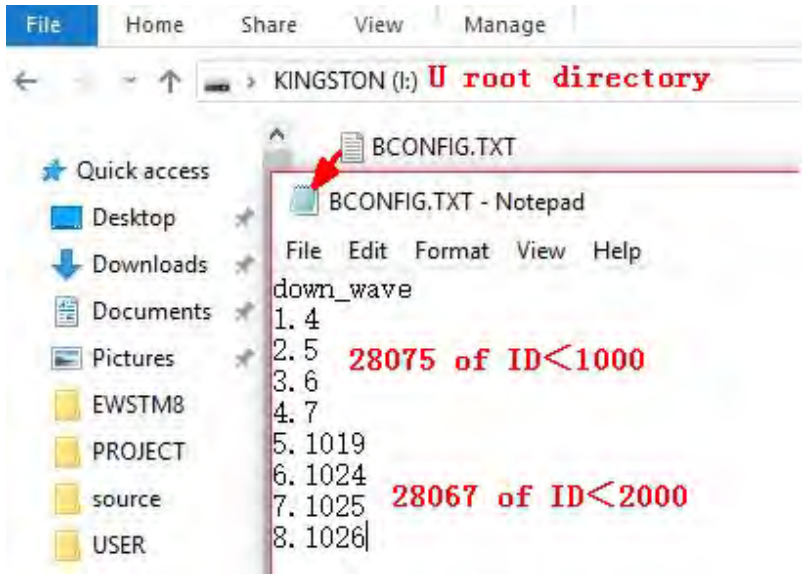 File Home Share View Manage
KINGSTON (I:) U root directory
BCONFIG.TXT
Quick access
BCONFIG.TXT - Notepad
Desktop
File Edit Format View Help
Downloads
down_wave
Documents
1. 4
Pictures
2. 5
28075 of ID<1000
3. 6
EWSTM8
4. 7
PROJECT
5. 1019
6. 1024
source
7. 1025
28067 of ID<2000
USER
8. 1026